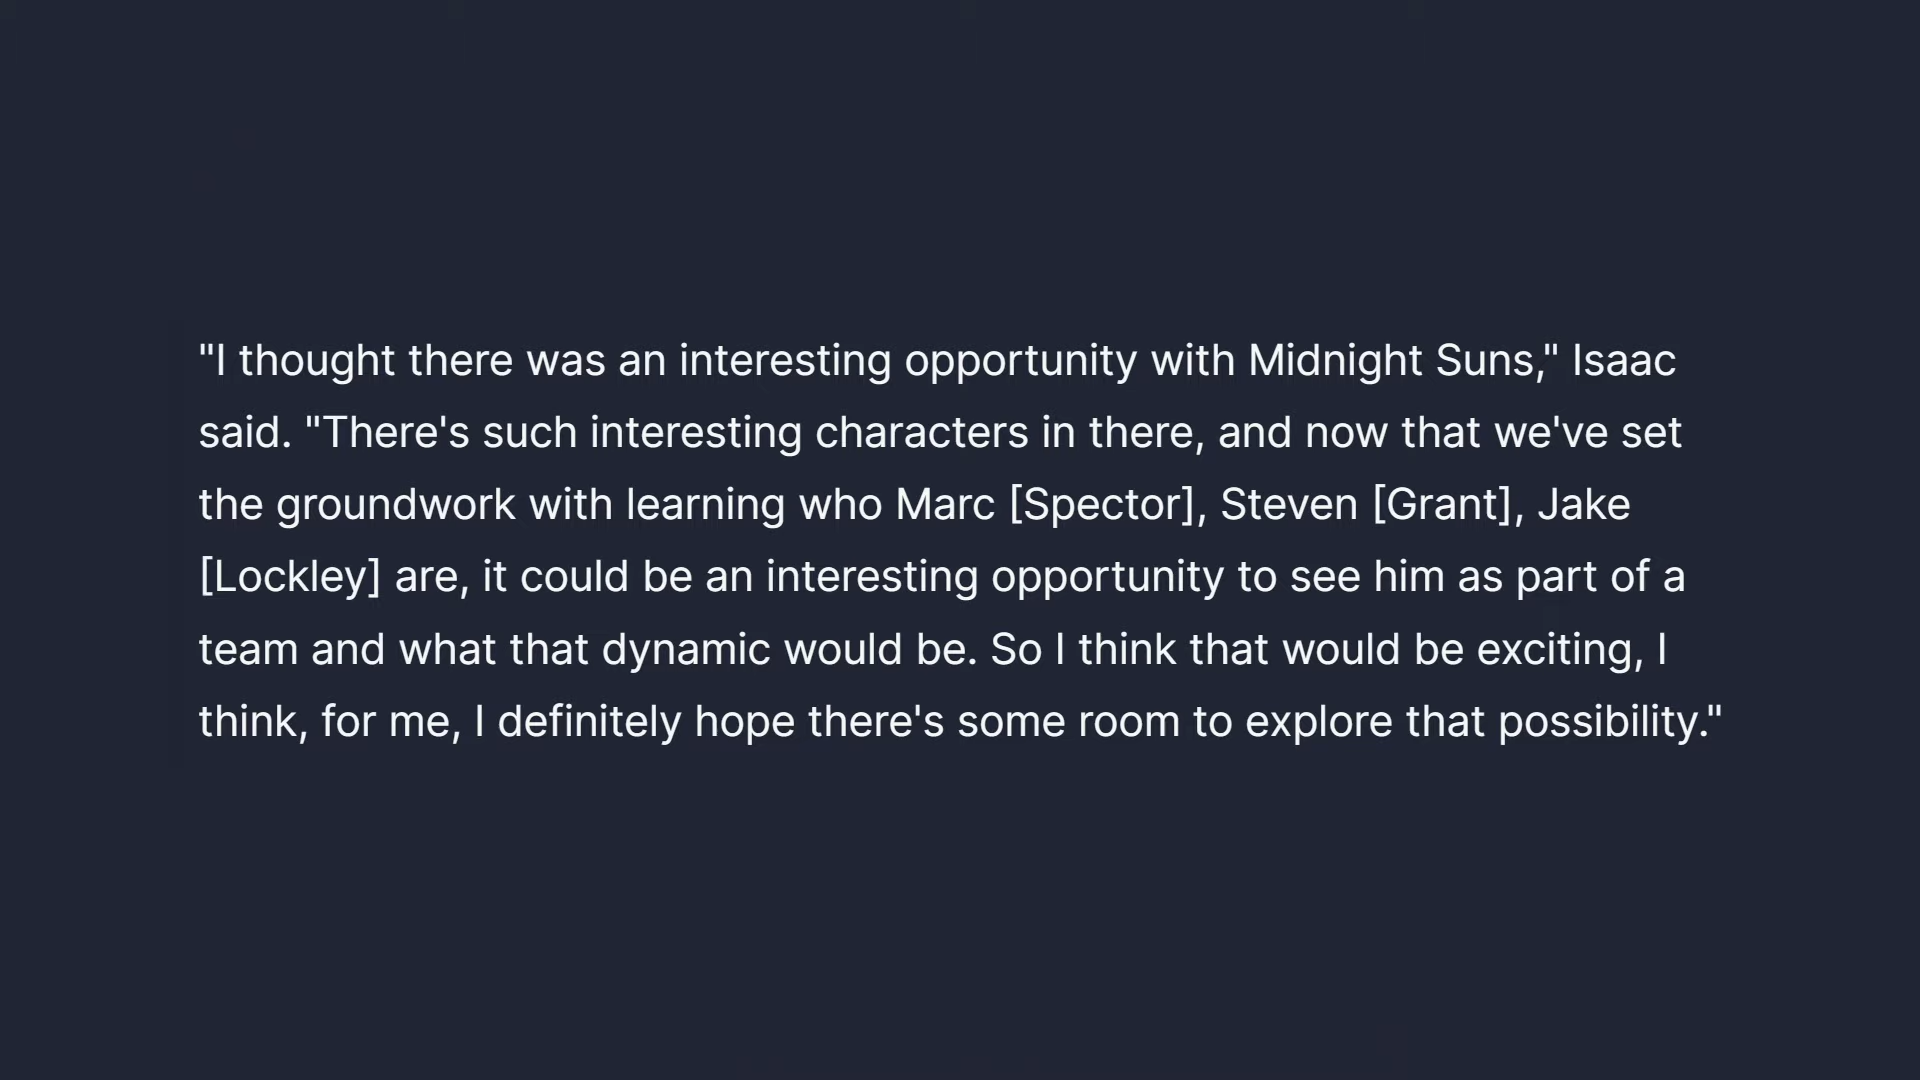 "I thought there was an interesting opportunity with Midnight Suns," Isaac
said. "There's such interesting characters in there, and now that we've set
the groundwork with learning who Marc [Spector], Steven [Grant], Jake
[Lockley] are, it could be an interesting opportunity to see him as part of a
team and what that dynamic would be. So I think that would be exciting, I
think, for me, I definitely hope there's some room to explore that possibility."